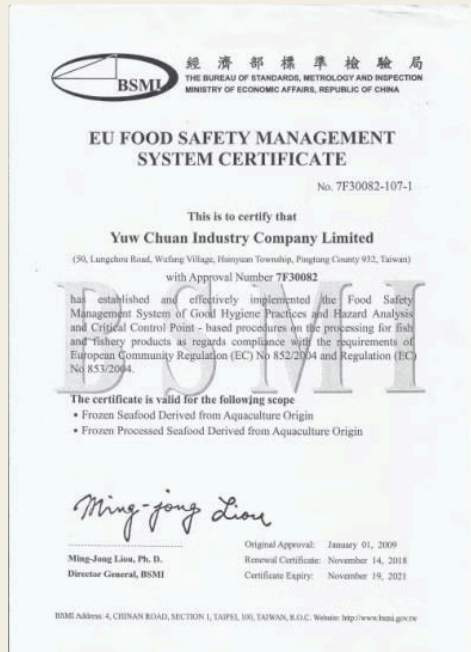 BSMI
經濟部標準檢驗局
THE BUREAU OF STANDARDS, METROLOGY AND INSPECTION
MINISTRY OF ECONOMIC AFFAIRS, REPUBLIC OF CHINA
EU FOOD SAFETY MANAGEMENT
SYSTEM CERTIFICATE
No. 7F30082-107-1
This is to certify that
Yuw Chuan Industry Company Limited
(50, Lungchou Road, Wufang Village, Hsinyuan Township, Pingtung County 932, Taiwan)
with Approval Number 7F30082
BSMI
has established and effectively implemented the Food Safety
Management System of Good Hygiene Practices and Hazard Analysis
and Critical Control Point - based procedures on the processing for fish
and fishery products as regards compliance with the requirements of
European Community Regulation (EC) No 852/2004 and Regulation (EC)
No 853/2004.
The certificate is valid for the following scope
• Frozen Seafood Derived from Aquaculture Origin
• Frozen Processed Seafood Derived from Aquaculture Origin
Ming-jong Liou
Ming-Jong Liou, Ph. D.
Director General, BSMI
Original Approval: January 01, 2009
Renewal Certificate: November 14, 2018
Certificate Expiry: November 19, 2021
BSMI Address: 4, CHINAN ROAD, SECTION 1, TAIPEI, 100, TAIWAN, R.O.C. Website: http://www.bsmi.gov.tw